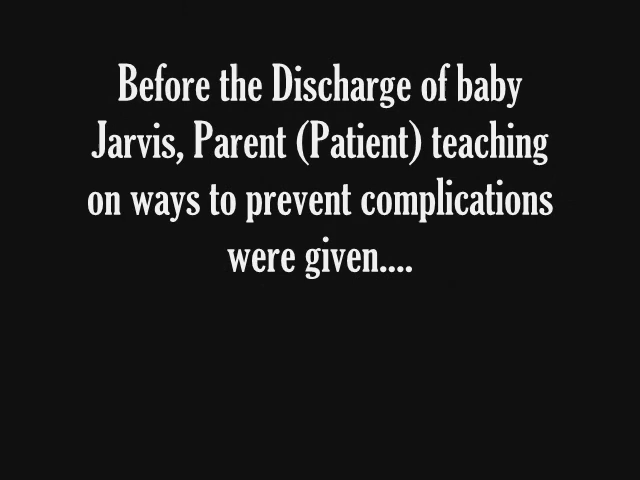 Before the Discharge of baby
Jarvis, Parent (Patient) teaching
on ways to prevent complications
were given....